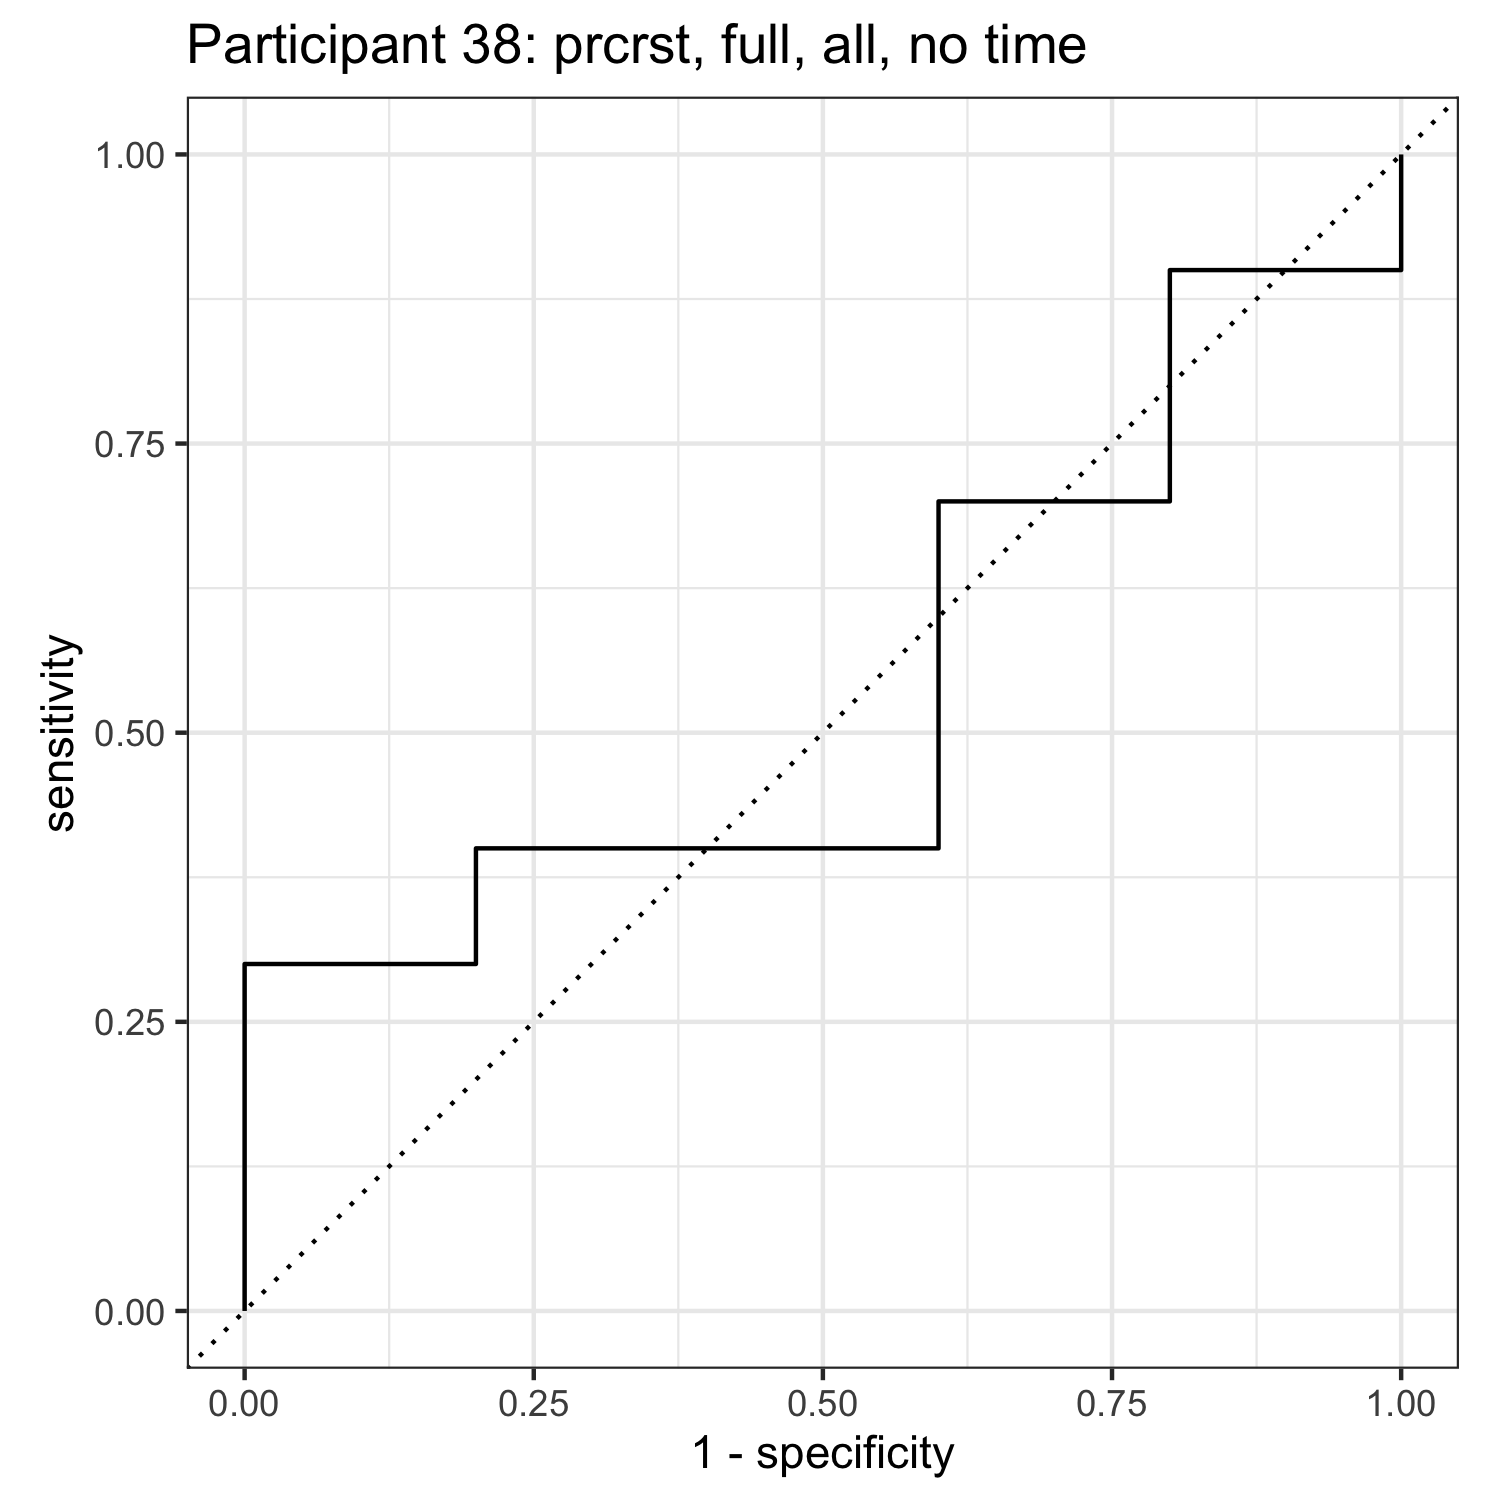 Participant 38: prcrst, full, all, no time
1.00
0.75
0.50
0.25
0.00
sensitivity
0.00 0.25 0.50 0.75 1.00
1 - specificity